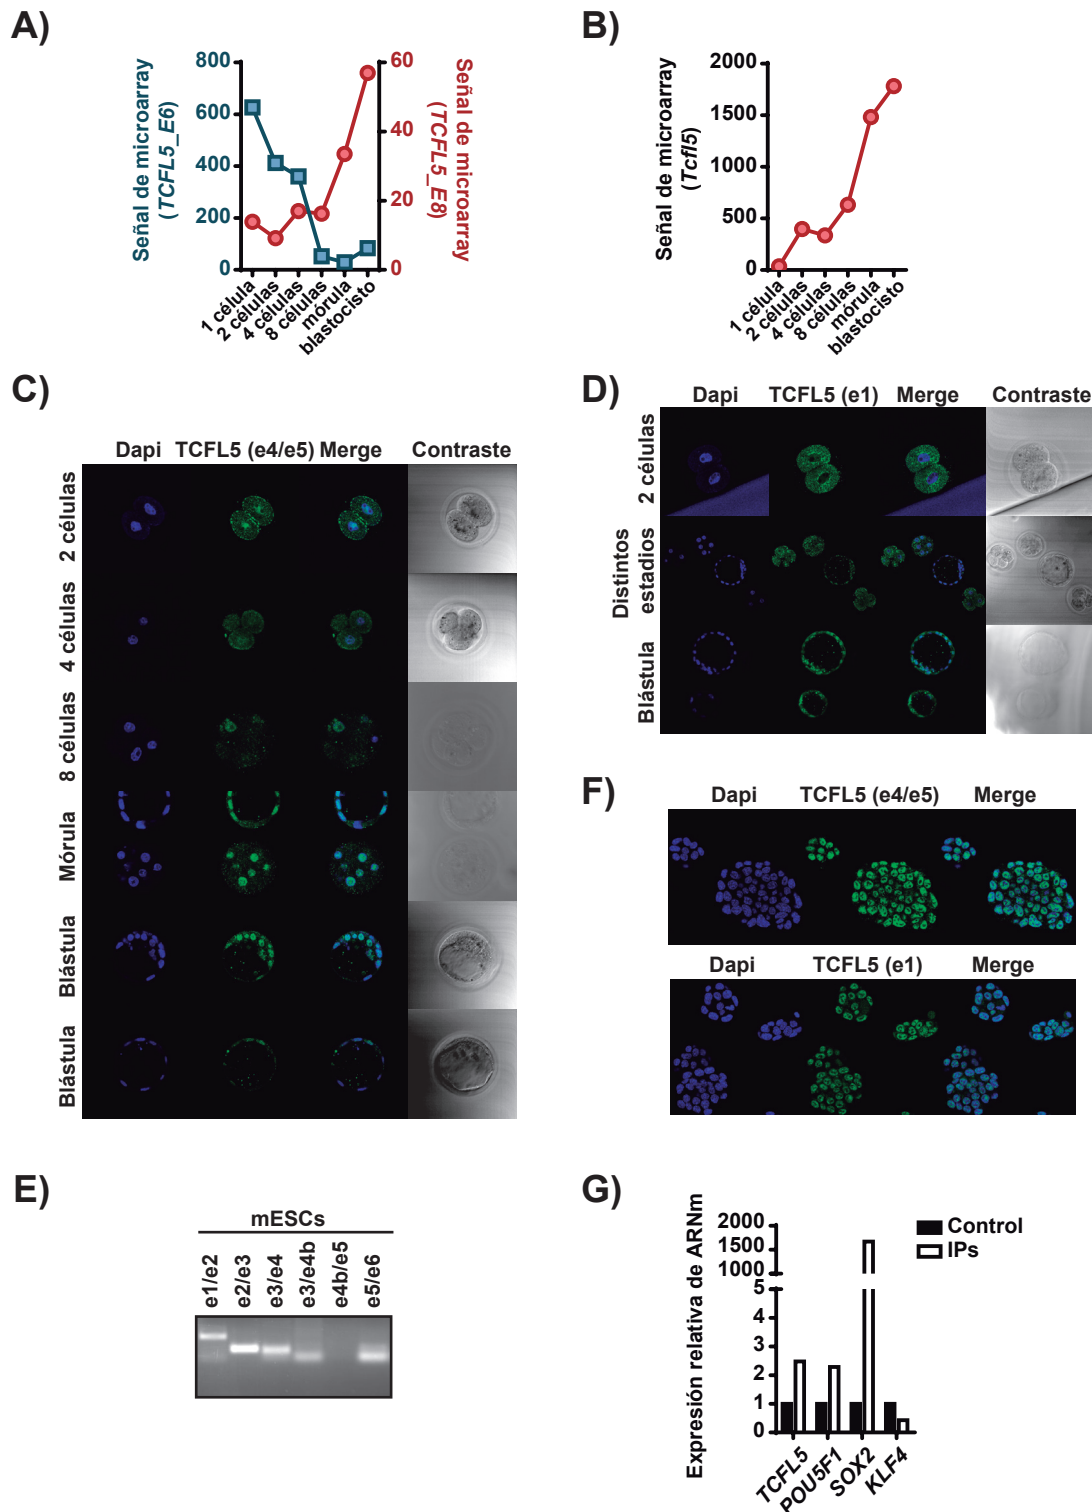 A)
Señal de microarray
(TCFL5_E6)
800
600
400
200
0
60
40
20
0
Señal de microarray
(TCFL5_E8)
1 célula
2 células
4 células
8 células
mórula
blastocisto
B)
Señal de microarray
(Tcfl5)
2000
1500
1000
500
0
1 célula
2 células
4 células
8 células
mórula
blastocisto
C)
Dapi TCFL5 (e4/e5) Merge Contraste
2 células
4 células
8 células
Mórula
Blástula
Blástula
D)
Dapi TCFL5 (e1) Merge Contraste
2 células
Distintos
estadios
Blástula
F)
Dapi TCFL5 (e4/e5) Merge
Dapi TCFL5 (e1) Merge
E)
mESCs
e1/e2
e2/e3
e3/e4
e3/e4b
e4b/e5
e5/e6
G)
Expresión relativa de ARNm
2000
1500
1000
5
4
3
2
1
0
TCFL5
POU5F1
SOX2
KLF4
Control
IPs